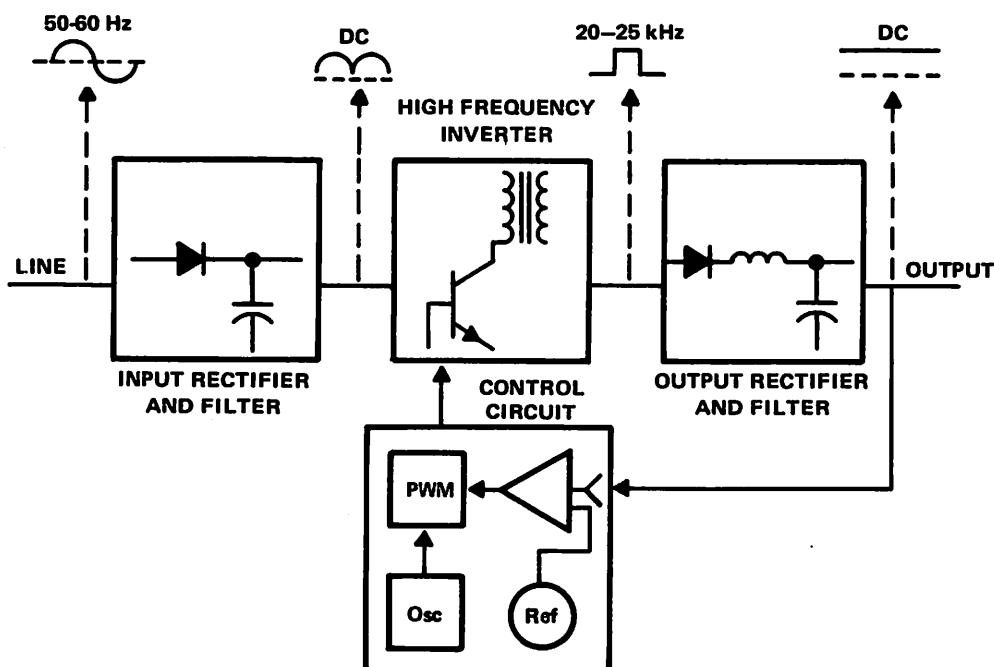 50-60 Hz
DC
20–25 kHz
DC
HIGH FREQUENCY
INVERTER
LINE
OUTPUT
INPUT RECTIFIER
AND FILTER
CONTROL
CIRCUIT
OUTPUT RECTIFIER
AND FILTER
PWM
Osc
Ref